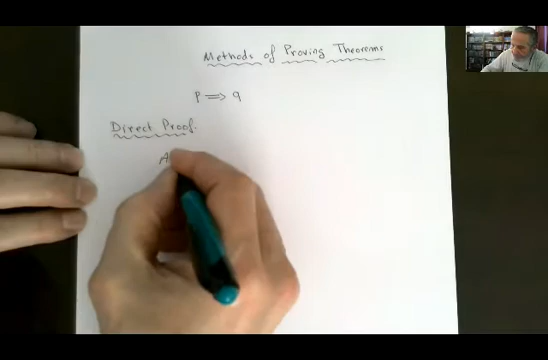 Methods of Proving Theorems
p ⟹ q
Direct Proof.
A